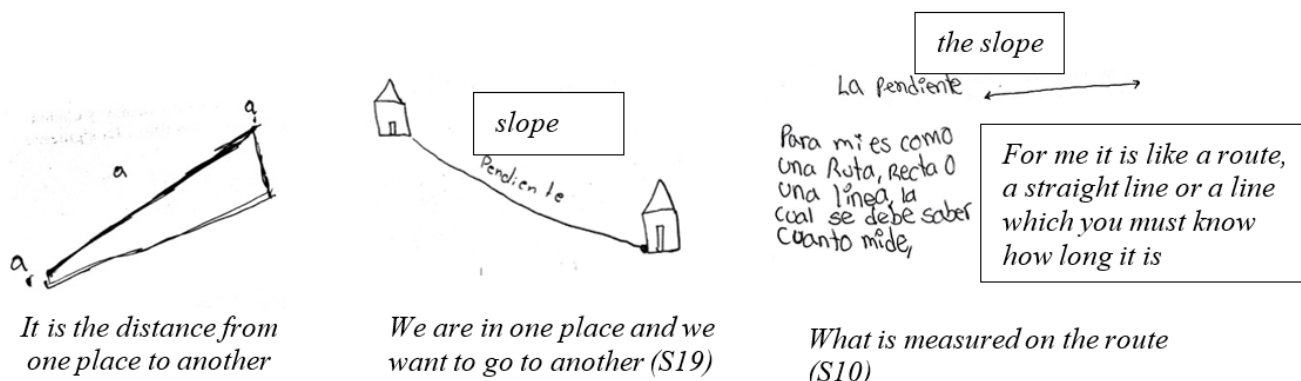 a
a
a
It is the distance from
one place to another
slope
Pendiente
We are in one place and we
want to go to another (S19)
the slope
La pendiente
Para mi es como
una Ruta, Recta O
una línea, la
cual se debe saber
cuanto mide,
For me it is like a route,
a straight line or a line
which you must know
how long it is
What is measured on the route
(S10)